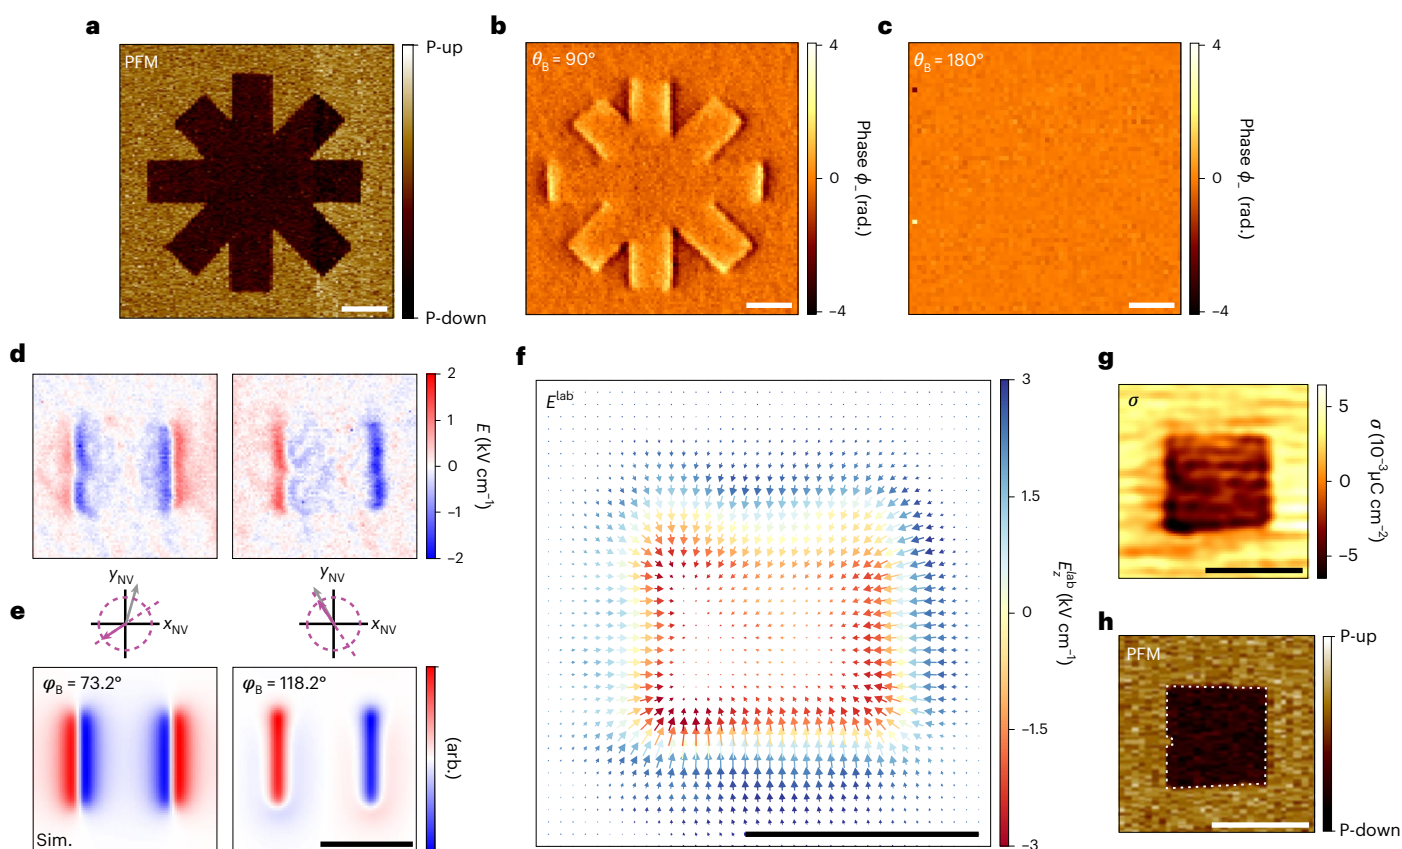 a
PFM
P-up
P-down
b
θB = 90°
4
0
−4
Phase ϕ− (rad.)
c
θB = 180°
4
0
−4
Phase ϕ− (rad.)
d
2
1
0
−1
−2
E (kV cm−1)
yNV
xNV
yNV
xNV
e
φB = 73.2°
Sim.
φB = 118.2°
(arb.)
f
Elab
3
1.5
0
−1.5
−3
Ezlab (kV cm−1)
g
σ
5
0
−5
σ (10−3 μC cm−2)
h
PFM
P-up
P-down